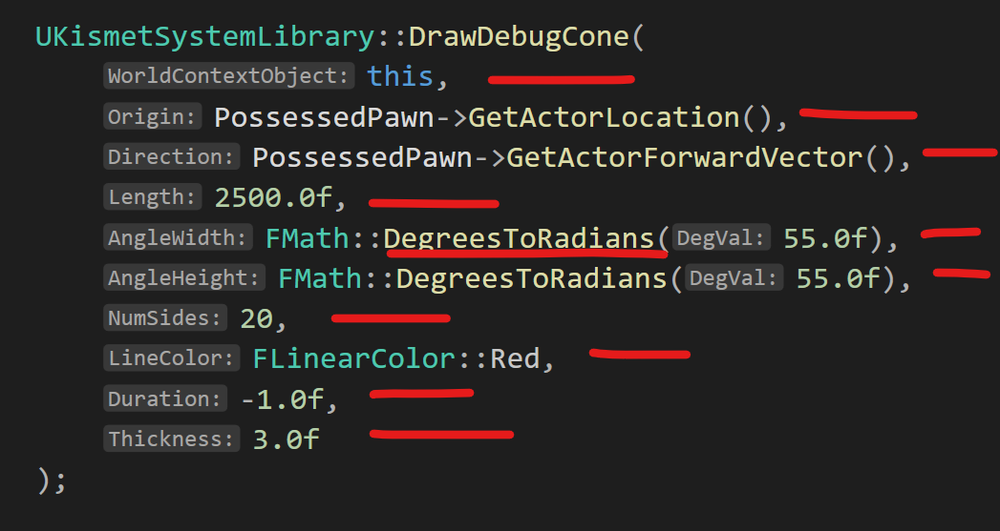 UKismetSystemLibrary::DrawDebugCone(
WorldContextObject: this,
Origin: PossessedPawn->GetActorLocation(),
Direction: PossessedPawn->GetActorForwardVector(),
Length: 2500.0f,
AngleWidth: FMath::DegreesToRadians(DegVal: 55.0f),
AngleHeight: FMath::DegreesToRadians(DegVal: 55.0f),
NumSides: 20,
LineColor: FLinearColor::Red,
Duration: -1.0f,
Thickness: 3.0f
);